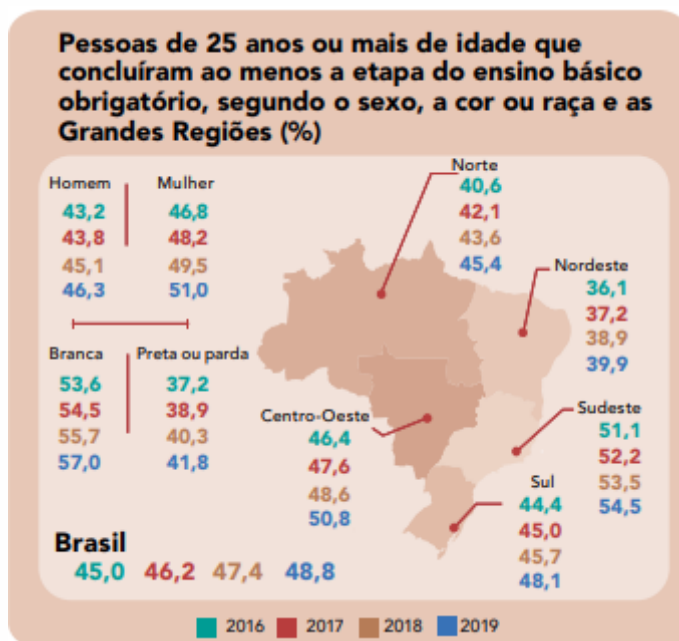 Pessoas de 25 anos ou mais de idade que
concluíram ao menos a etapa do ensino básico
obrigatório, segundo o sexo, a cor ou raça e as
Grandes Regiões (%)
Homem
43,2
43,8
45,1
46,3
Mulher
46,8
48,2
49,5
51,0
Branca
53,6
54,5
55,7
57,0
Preta ou parda
37,2
38,9
40,3
41,8
Norte
40,6
42,1
43,6
45,4
Nordeste
36,1
37,2
38,9
39,9
Centro-Oeste
46,4
47,6
48,6
50,8
Sudeste
51,1
52,2
53,5
54,5
Sul
44,4
45,0
45,7
48,1
Brasil
45,0 46,2 47,4 48,8
2016 2017 2018 2019